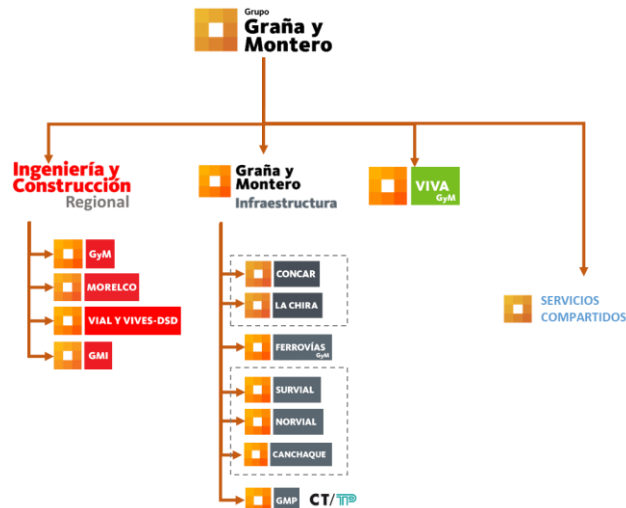 Grupo
Graña y
Montero
Ingeniería y
Construcción
Regional
Graña y
Montero
Infraestructura
VIVA
GyM
GyM
MORELCO
VIAL Y VIVES-DSD
GMI
CONCAR
LA CHIRA
FERROVÍAS
GyM
SURVIAL
NORVIAL
CANCHAQUE
GMP CT/TP
SERVICIOS
COMPARTIDOS